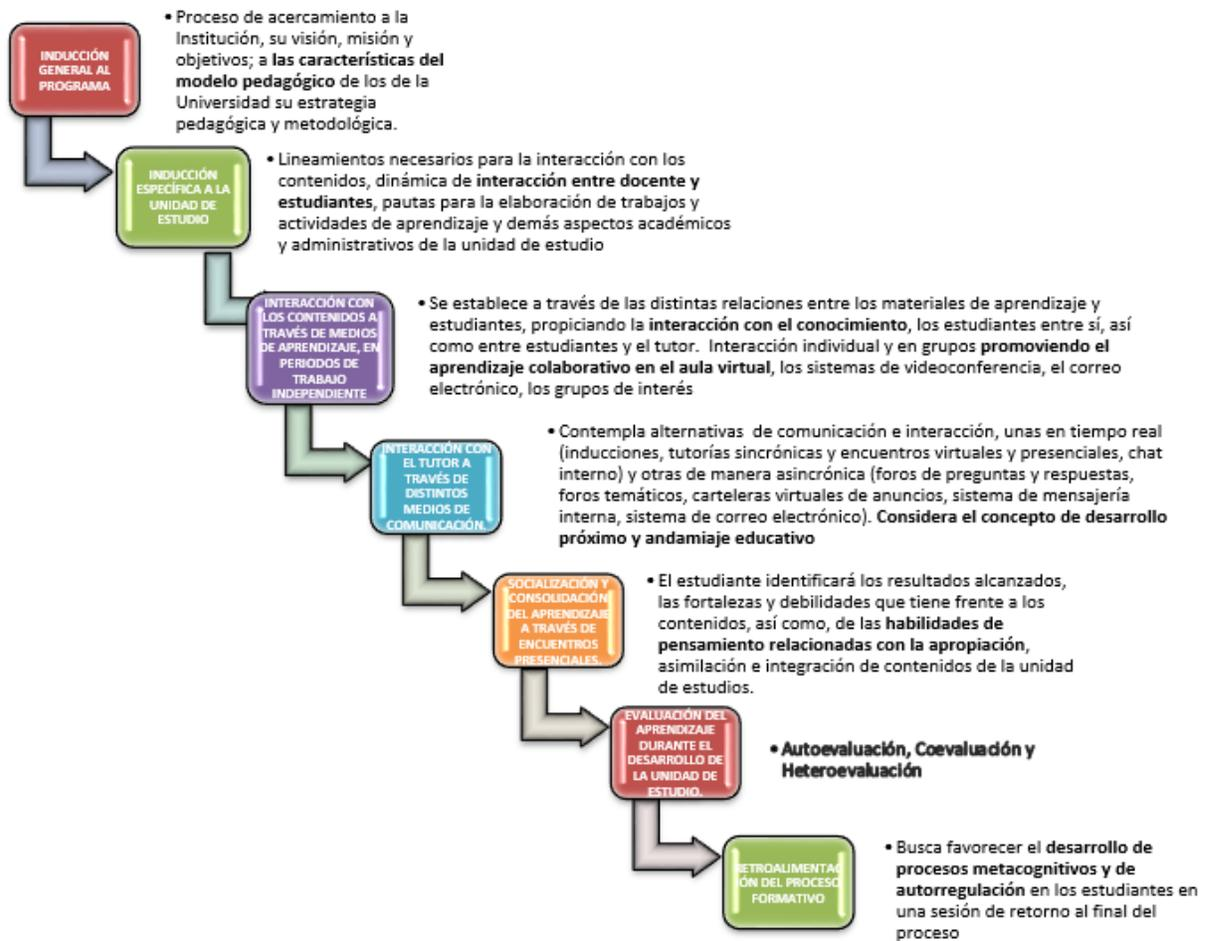 INDUCCIÓN
GENERAL AL
PROGRAMA
• Proceso de acercamiento a la
Institución, su visión, misión y
objetivos; a las características del
modelo pedagógico de los de la
Universidad su estrategia
pedagógica y metodológica.
INDUCCIÓN
ESPECÍFICA A LA
UNIDAD DE
ESTUDIO
• Lineamientos necesarios para la interacción con los
contenidos, dinámica de interacción entre docente y
estudiantes, pautas para la elaboración de trabajos y
actividades de aprendizaje y demás aspectos académicos
y administrativos de la unidad de estudio
INTERACCIÓN CON
LOS CONTENIDOS A
TRAVÉS DE MEDIOS
DE APRENDIZAJE, EN
PERIODOS DE
TRABAJO
INDEPENDIENTE
• Se establece a través de las distintas relaciones entre los materiales de aprendizaje y
estudiantes, propiciando la interacción con el conocimiento, los estudiantes entre sí, así
como entre estudiantes y el tutor. Interacción individual y en grupos promoviendo el
aprendizaje colaborativo en el aula virtual, los sistemas de videoconferencia, el correo
electrónico, los grupos de interés
INTERACCIÓN CON
EL TUTOR A
TRAVÉS DE
DISTINTOS
MEDIOS DE
COMUNICACIÓN.
• Contempla alternativas de comunicación e interacción, unas en tiempo real
(inducciones, tutorías sincrónicas y encuentros virtuales y presenciales, chat
interno) y otras de manera asincrónica (foros de preguntas y respuestas,
foros temáticos, carteleras virtuales de anuncios, sistema de mensajería
interna, sistema de correo electrónico). Considera el concepto de desarrollo
próximo y andamiaje educativo
SOCIALIZACIÓN Y
CONSOLIDACIÓN
DEL APRENDIZAJE
A TRAVÉS DE
ENCUENTROS
PRESENCIALES.
• El estudiante identificará los resultados alcanzados,
las fortalezas y debilidades que tiene frente a los
contenidos, así como, de las habilidades de
pensamiento relacionadas con la apropiación,
asimilación e integración de contenidos de la unidad
de estudios.
EVALUACIÓN DEL
APRENDIZAJE
DURANTE EL
DESARROLLO DE
LA UNIDAD DE
ESTUDIO.
• Autoevaluación, Coevaluación y
Heteroevaluación
RETROALIMENTAC
IÓN DEL PROCESO
FORMATIVO
• Busca favorecer el desarrollo de
procesos metacognitivos y de
autorregulación en los estudiantes en
una sesión de retorno al final del
proceso